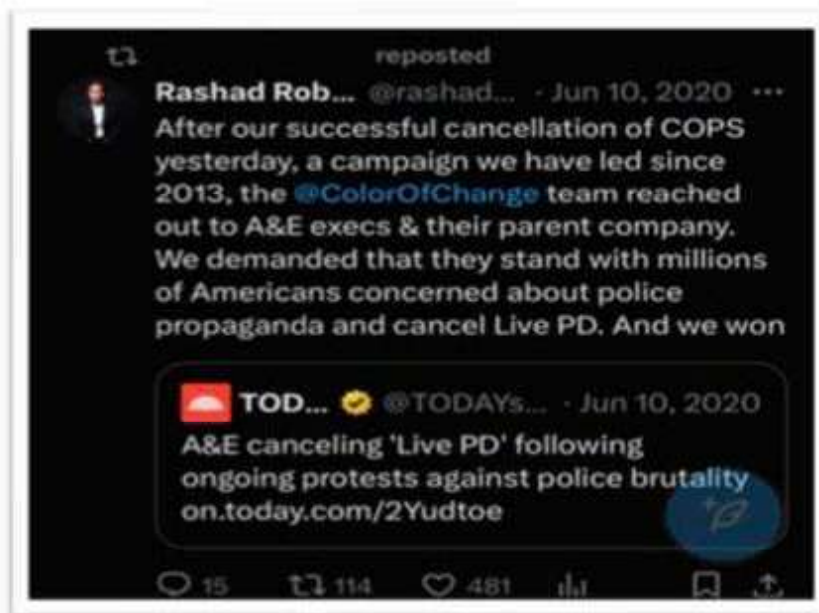 reposted
Rashad Rob... @rashad... · Jun 10, 2020 ...
After our successful cancellation of COPS
yesterday, a campaign we have led since
2013, the @ColorOfChange team reached
out to A&E execs & their parent company.
We demanded that they stand with millions
of Americans concerned about police
propaganda and cancel Live PD. And we won
TOD... @TODAYs... · Jun 10, 2020
A&E canceling 'Live PD' following
ongoing protests against police brutality
on.today.com/2Yudtoe
15 114 481